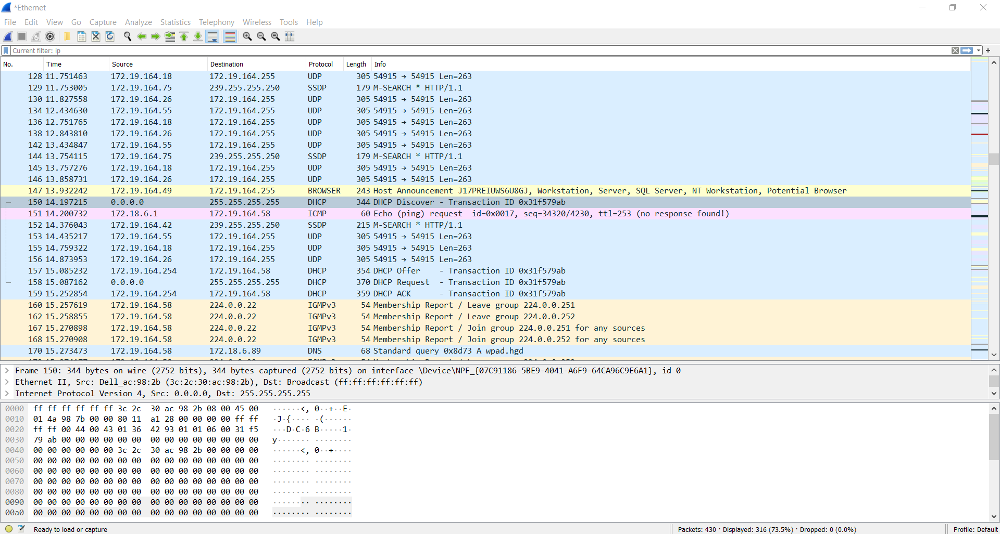 *Ethernet
File Edit View Go Capture Analyze Statistics Telephony Wireless Tools Help
Current filter: ip
No. Time Source Destination Protocol Length Info
128 11.751463 172.19.164.18 172.19.164.255 UDP 305 54915 → 54915 Len=263
129 11.753005 172.19.164.75 239.255.255.250 SSDP 179 M-SEARCH * HTTP/1.1
130 11.827558 172.19.164.26 172.19.164.255 UDP 305 54915 → 54915 Len=263
134 12.434630 172.19.164.55 172.19.164.255 UDP 305 54915 → 54915 Len=263
136 12.751765 172.19.164.18 172.19.164.255 UDP 305 54915 → 54915 Len=263
138 12.843810 172.19.164.26 172.19.164.255 UDP 305 54915 → 54915 Len=263
142 13.434847 172.19.164.55 172.19.164.255 UDP 305 54915 → 54915 Len=263
144 13.754115 172.19.164.75 239.255.255.250 SSDP 179 M-SEARCH * HTTP/1.1
145 13.757276 172.19.164.18 172.19.164.255 UDP 305 54915 → 54915 Len=263
146 13.858731 172.19.164.26 172.19.164.255 UDP 305 54915 → 54915 Len=263
147 13.932242 172.19.164.49 172.19.164.255 BROWSER 243 Host Announcement J17PREIUWS6U8GJ, Workstation, Server, SQL Server, NT Workstation, Potential Browser
150 14.197215 0.0.0.0 255.255.255.255 DHCP 344 DHCP Discover - Transaction ID 0x31f579ab
151 14.200732 172.18.6.1 172.19.164.58 ICMP 60 Echo (ping) request id=0x0017, seq=34320/4230, ttl=253 (no response found!)
152 14.376043 172.19.164.42 239.255.255.250 SSDP 215 M-SEARCH * HTTP/1.1
153 14.435217 172.19.164.55 172.19.164.255 UDP 305 54915 → 54915 Len=263
155 14.759322 172.19.164.18 172.19.164.255 UDP 305 54915 → 54915 Len=263
156 14.873953 172.19.164.26 172.19.164.255 UDP 305 54915 → 54915 Len=263
157 15.085232 172.19.164.254 172.19.164.58 DHCP 354 DHCP Offer - Transaction ID 0x31f579ab
158 15.087162 0.0.0.0 255.255.255.255 DHCP 370 DHCP Request - Transaction ID 0x31f579ab
159 15.252854 172.19.164.254 172.19.164.58 DHCP 359 DHCP ACK - Transaction ID 0x31f579ab
160 15.257619 172.19.164.58 224.0.0.22 IGMPv3 54 Membership Report / Leave group 224.0.0.251
162 15.258855 172.19.164.58 224.0.0.22 IGMPv3 54 Membership Report / Leave group 224.0.0.252
167 15.270898 172.19.164.58 224.0.0.22 IGMPv3 54 Membership Report / Join group 224.0.0.251 for any sources
168 15.270908 172.19.164.58 224.0.0.22 IGMPv3 54 Membership Report / Join group 224.0.0.252 for any sources
170 15.273473 172.19.164.58 172.18.6.89 DNS 68 Standard query 0x8d73 A wpad.hgd
Frame 150: 344 bytes on wire (2752 bits), 344 bytes captured (2752 bits) on interface \Device\NPF_{07C91186-5BE9-4041-A6F9-64CA96C9E6A1}, id 0
Ethernet II, Src: Dell_ac:98:2b (3c:2c:30:ac:98:2b), Dst: Broadcast (ff:ff:ff:ff:ff:ff)
Internet Protocol Version 4, Src: 0.0.0.0, Dst: 255.255.255.255
0000 ff ff ff ff ff ff 3c 2c 30 ac 98 2b 08 00 45 00 ······<, 0··+··E·
0010 01 4a 98 7b 00 00 80 11 a1 28 00 00 00 00 ff ff ·J·{···· ·(······
0020 ff ff 00 44 00 43 01 36 42 93 01 01 06 00 31 f5 ···D·C·6 B·····1·
0030 79 ab 00 00 00 00 00 00 00 00 00 00 00 00 00 00 y······· ········
0040 00 00 00 00 00 00 3c 2c 30 ac 98 2b 00 00 00 00 ······<, 0··+····
0050 00 00 00 00 00 00 00 00 00 00 00 00 00 00 00 00 ········ ········
0060 00 00 00 00 00 00 00 00 00 00 00 00 00 00 00 00 ········ ········
0070 00 00 00 00 00 00 00 00 00 00 00 00 00 00 00 00 ········ ········
0080 00 00 00 00 00 00 00 00 00 00 00 00 00 00 00 00 ········ ········
0090 00 00 00 00 00 00 00 00 00 00 00 00 00 00 00 00 ········ ········
00a0 00 00 00 00 00 00 00 00 00 00 00 00 00 00 00 00 ········ ········
Ready to load or capture
Packets: 430 · Displayed: 316 (73.5%) · Dropped: 0 (0.0%)
Profile: Default